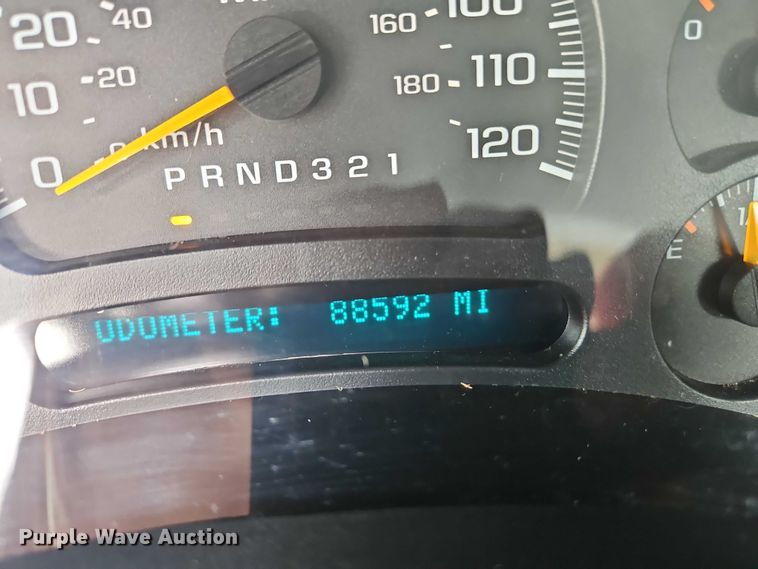 20 40
10 20
0 0 km/h
160 100
180 110
120
PRND321
0
E
ODOMETER: 88592 MI
Purple Wave Auction